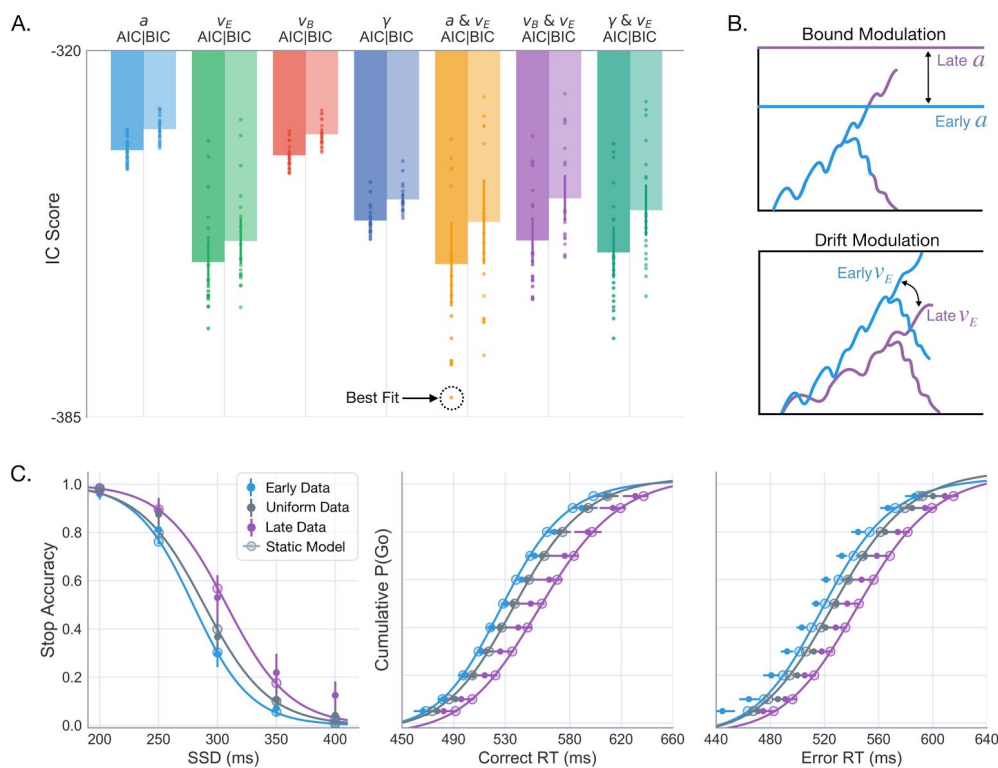 A.
a v_E v_B γ a & v_E v_B & v_E γ & v_E
AIC|BIC AIC|BIC AIC|BIC AIC|BIC AIC|BIC AIC|BIC AIC|BIC
-320
IC Score
Best Fit
-385
B.
Bound Modulation
Late a
Early a
Drift Modulation
Early v_E
Late v_E
C.
Stop Accuracy
1.0
0.8
0.6
0.4
0.2
0.0
Early Data
Uniform Data
Late Data
Static Model
200 250 300 350 400
SSD (ms)
Cumulative P(Go)
450 490 530 580 620 660
Correct RT (ms)
440 480 520 560 600 640
Error RT (ms)